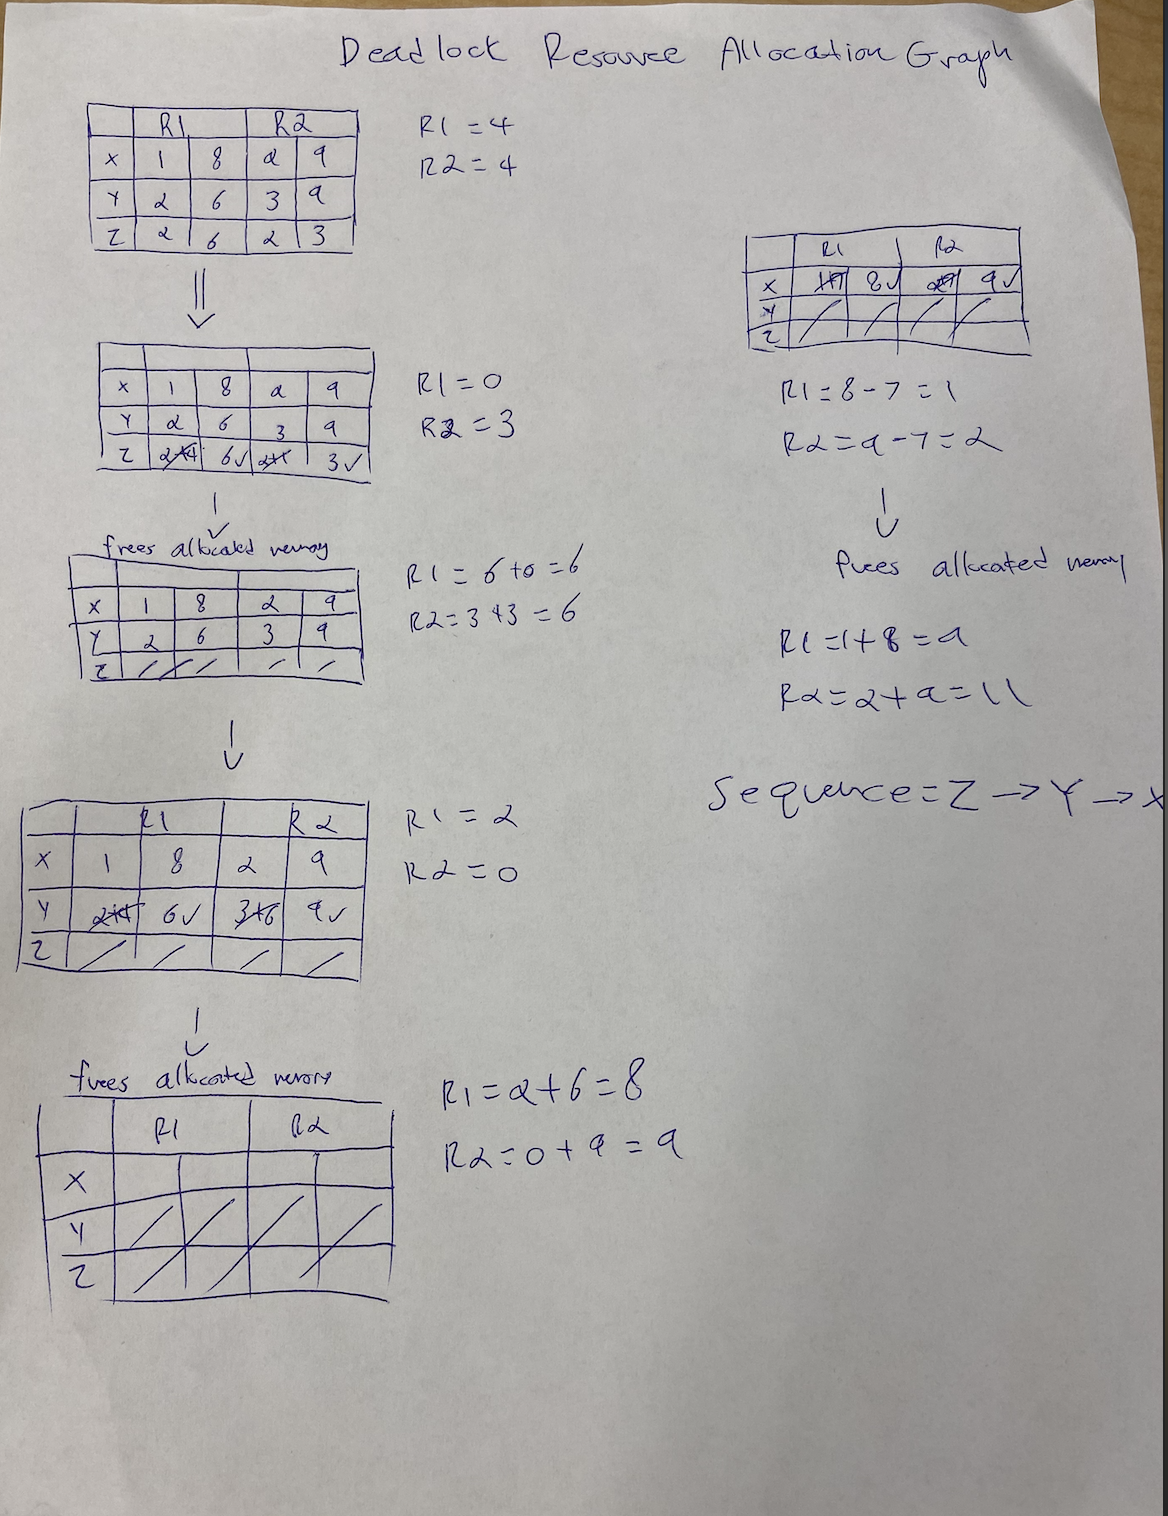 Deadlock Resource Allocation Graph
R1 R2
X 1 8 2 9
Y 2 6 3 9
Z 2 6 2 3
R1 = 4
R2 = 4
X 1 8 2 9
Y 2 6 3 9
Z 2+4 6✓ 2+1 3✓
R1 = 0
R2 = 3
frees allocated memory
X 1 8 2 9
Y 2 6 3 9
Z / / / /
R1 = 6+0 = 6
R2 = 3+3 = 6
R1 R2
X 1 8 2 9
Y 2+4 6✓ 3+6 9✓
Z / / / /
R1 = 2
R2 = 0
frees allocated memory
R1 R2
X
Y / / / /
Z / / /
R1 = 2+6 = 8
R2 = 0+9 = 9
R1 R2
X 1+7 8✓ 2+7 9✓
Y / / / /
Z
R1 = 8-7 = 1
R2 = 9-7 = 2
frees allocated memory
R1 = 1+8 = 9
R2 = 2+9 = 11
Sequence = Z → Y → X